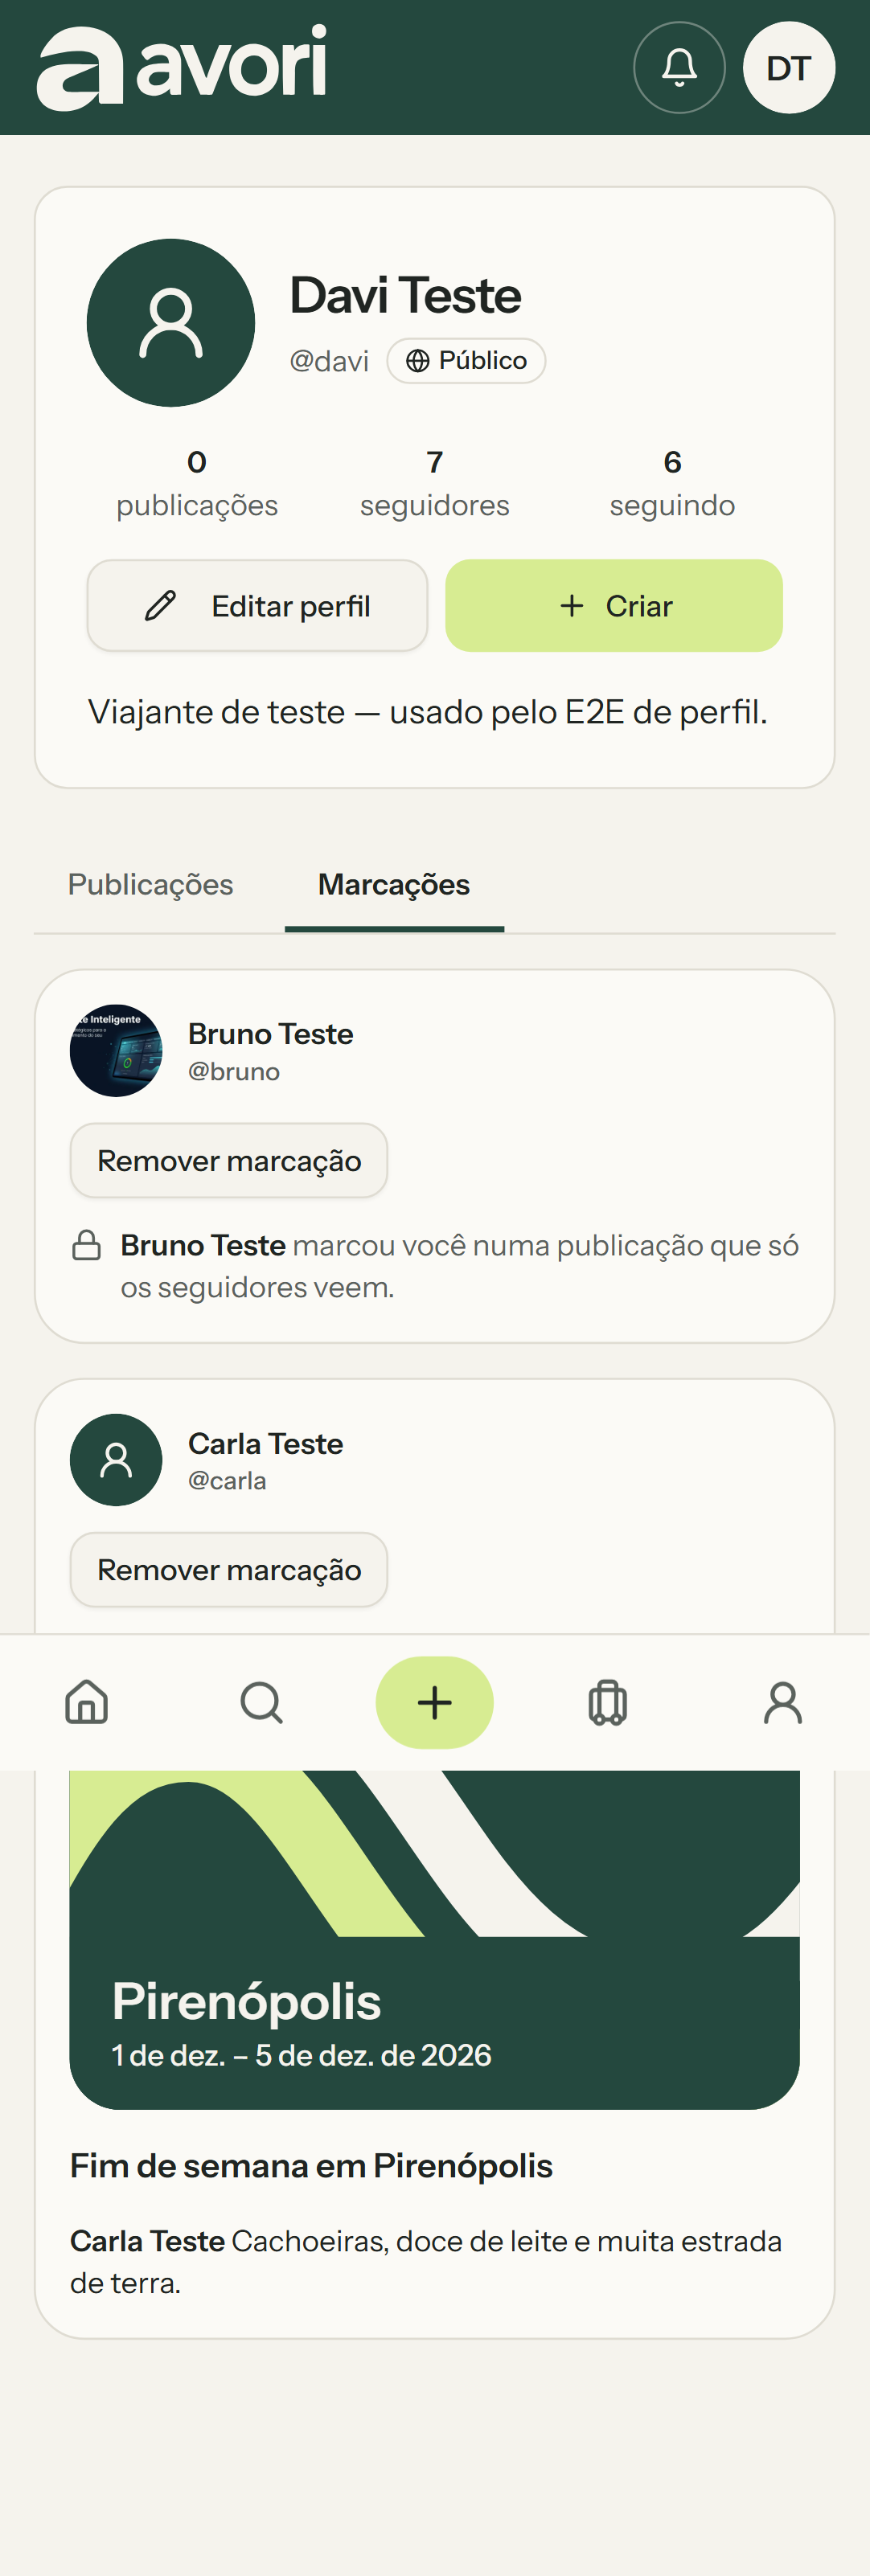 a avori
DT
Davi Teste
@davi
Público
0
publicações
7
seguidores
6
seguindo
Editar perfil
+ Criar
Viajante de teste — usado pelo E2E de perfil.
Publicações
Marcações
Inteligente
Bruno Teste
@bruno
Remover marcação
Bruno Teste marcou você numa publicação que só
os seguidores veem.
Carla Teste
@carla
Remover marcação
Pirenópolis
1 de dez. – 5 de dez. de 2026
Fim de semana em Pirenópolis
Carla Teste Cachoeiras, doce de leite e muita estrada
de terra.